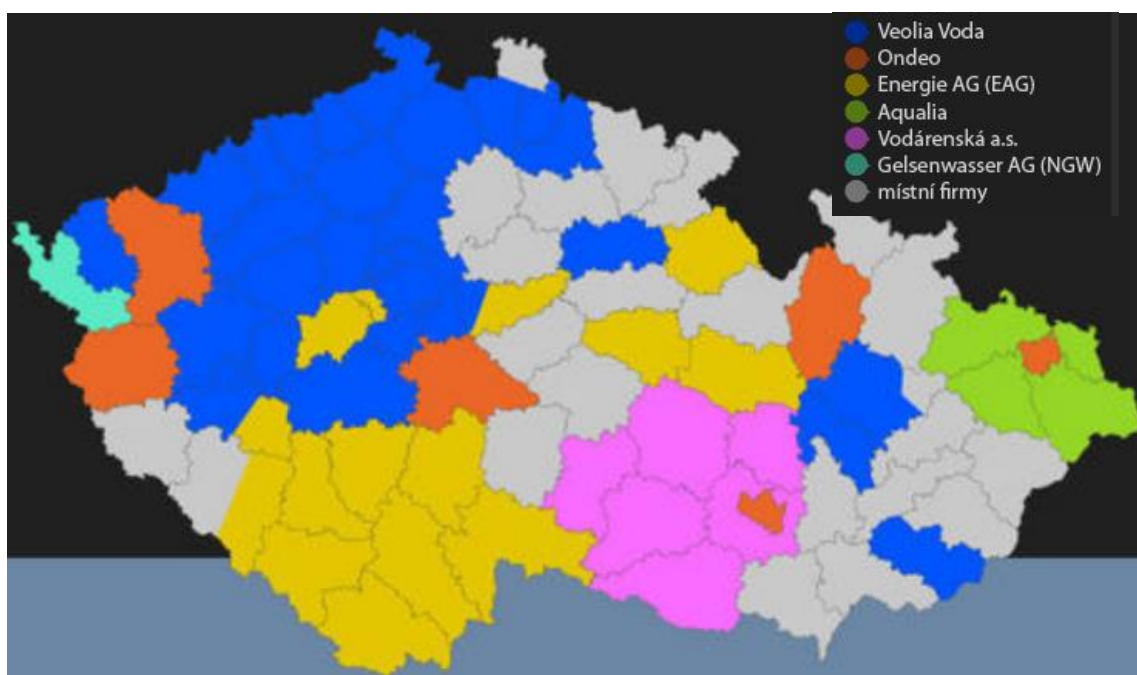 Veolia Voda
Ondeo
Energie AG (EAG)
Aqualia
Vodárenská a.s.
Gelsenwasser AG (NGW)
místní firmy